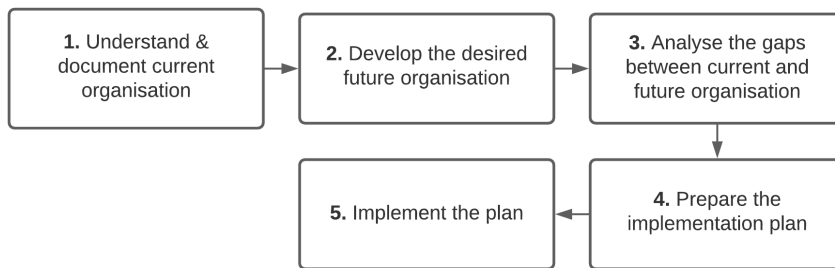 1. Understand &
document current
organisation
2. Develop the desired
future organisation
3. Analyse the gaps
between current and
future organisation
4. Prepare the
implementation plan
5. Implement the plan